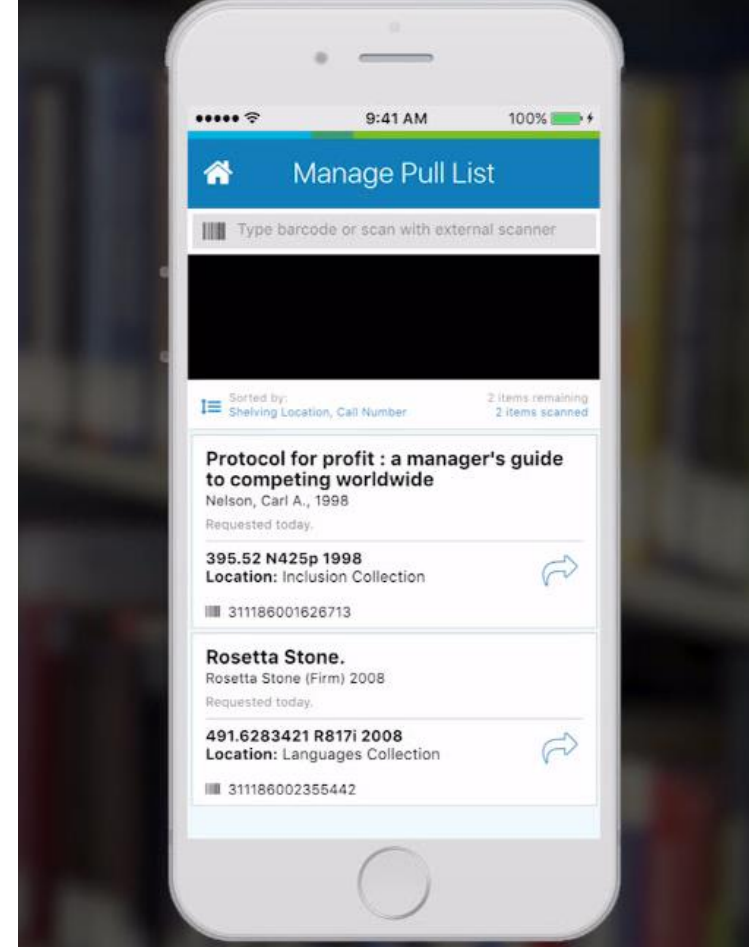 9:41 AM
100%
Manage Pull List
Type barcode or scan with external scanner
Sorted by:
Shelving Location, Call Number
2 items remaining
2 items scanned
Protocol for profit : a manager's guide
to competing worldwide
Nelson, Carl A., 1998
Requested today.
395.52 N425p 1998
Location: Inclusion Collection
311186001626713
Rosetta Stone.
Rosetta Stone (Firm) 2008
Requested today.
491.6283421 R817i 2008
Location: Languages Collection
311186002355442